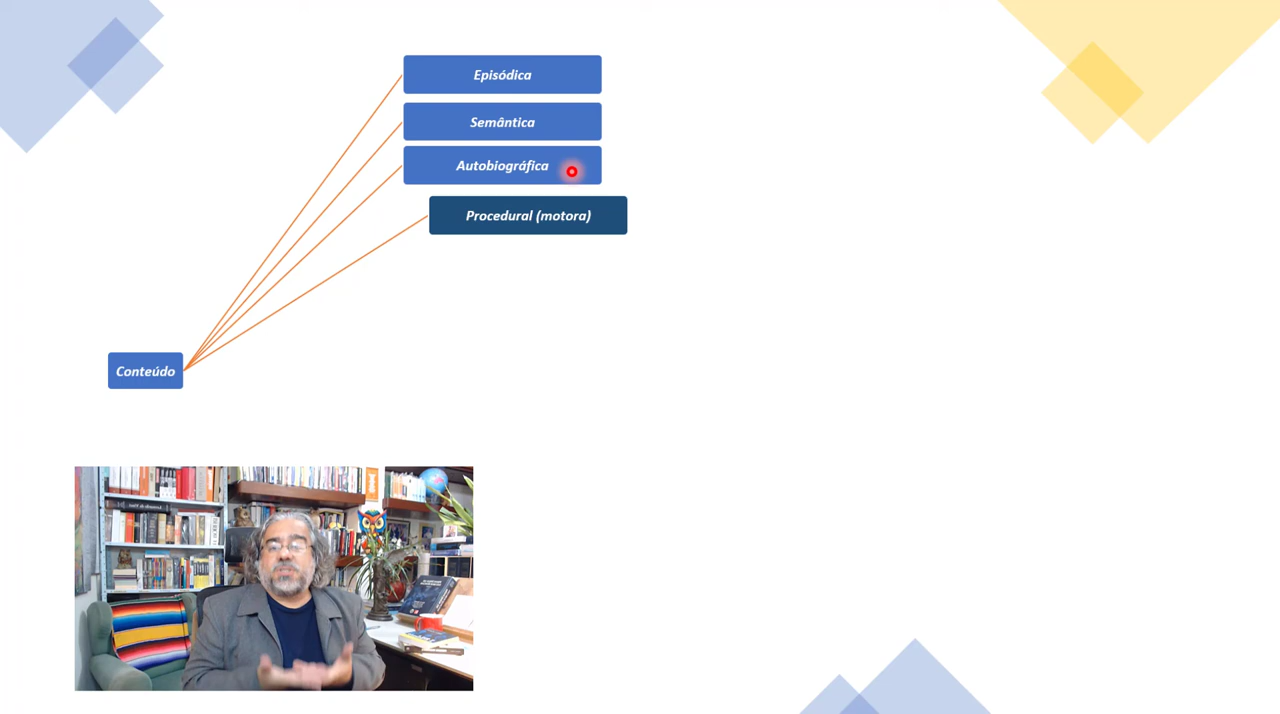 Episódica
Semântica
Autobiográfica
Procedural (motora)
Conteúdo